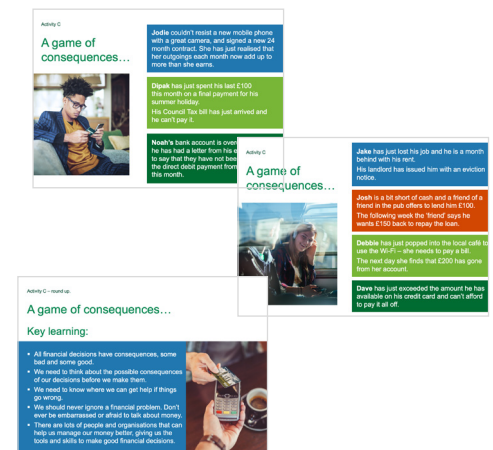 Activity C
A game of
consequences…
Jodie couldn't resist a new mobile phone
with a great camera, and signed a new 24
month contract. She has just realised that
her outgoings each month now add up to
more than she earns.
Dipak has just spent his last £100
this month on a final payment for his
summer holiday.
His Council Tax bill has just arrived and
he can't pay it.
Noah's bank account is over
he has had a letter from his e
to say that they have not bee
the direct debit payment from
this month.
Activity C
A game of
consequences…
Jake has just lost his job and he is a month
behind with his rent.
His landlord has issued him with an eviction
notice.
Josh is a bit short of cash and a friend of a
friend in the pub offers to lend him £100.
The following week the 'friend' says he
wants £150 back to repay the loan.
Debbie has just popped into the local café to
use the Wi-Fi – she needs to pay a bill.
The next day she finds that £200 has gone
from her account.
Dave has just exceeded the amount he has
available on his credit card and can't afford
to pay it all off.
Activity C – round up
A game of consequences…
Key learning:
• All financial decisions have consequences, some
bad and some good.
• We need to think about the possible consequences
of our decisions before we make them.
• We need to know where we can get help if things
go wrong.
• We should never ignore a financial problem. Don't
ever be embarrassed or afraid to talk about money.
• There are lots of people and organisations that can
help us manage our money better, giving us the
tools and skills to make good financial decisions.